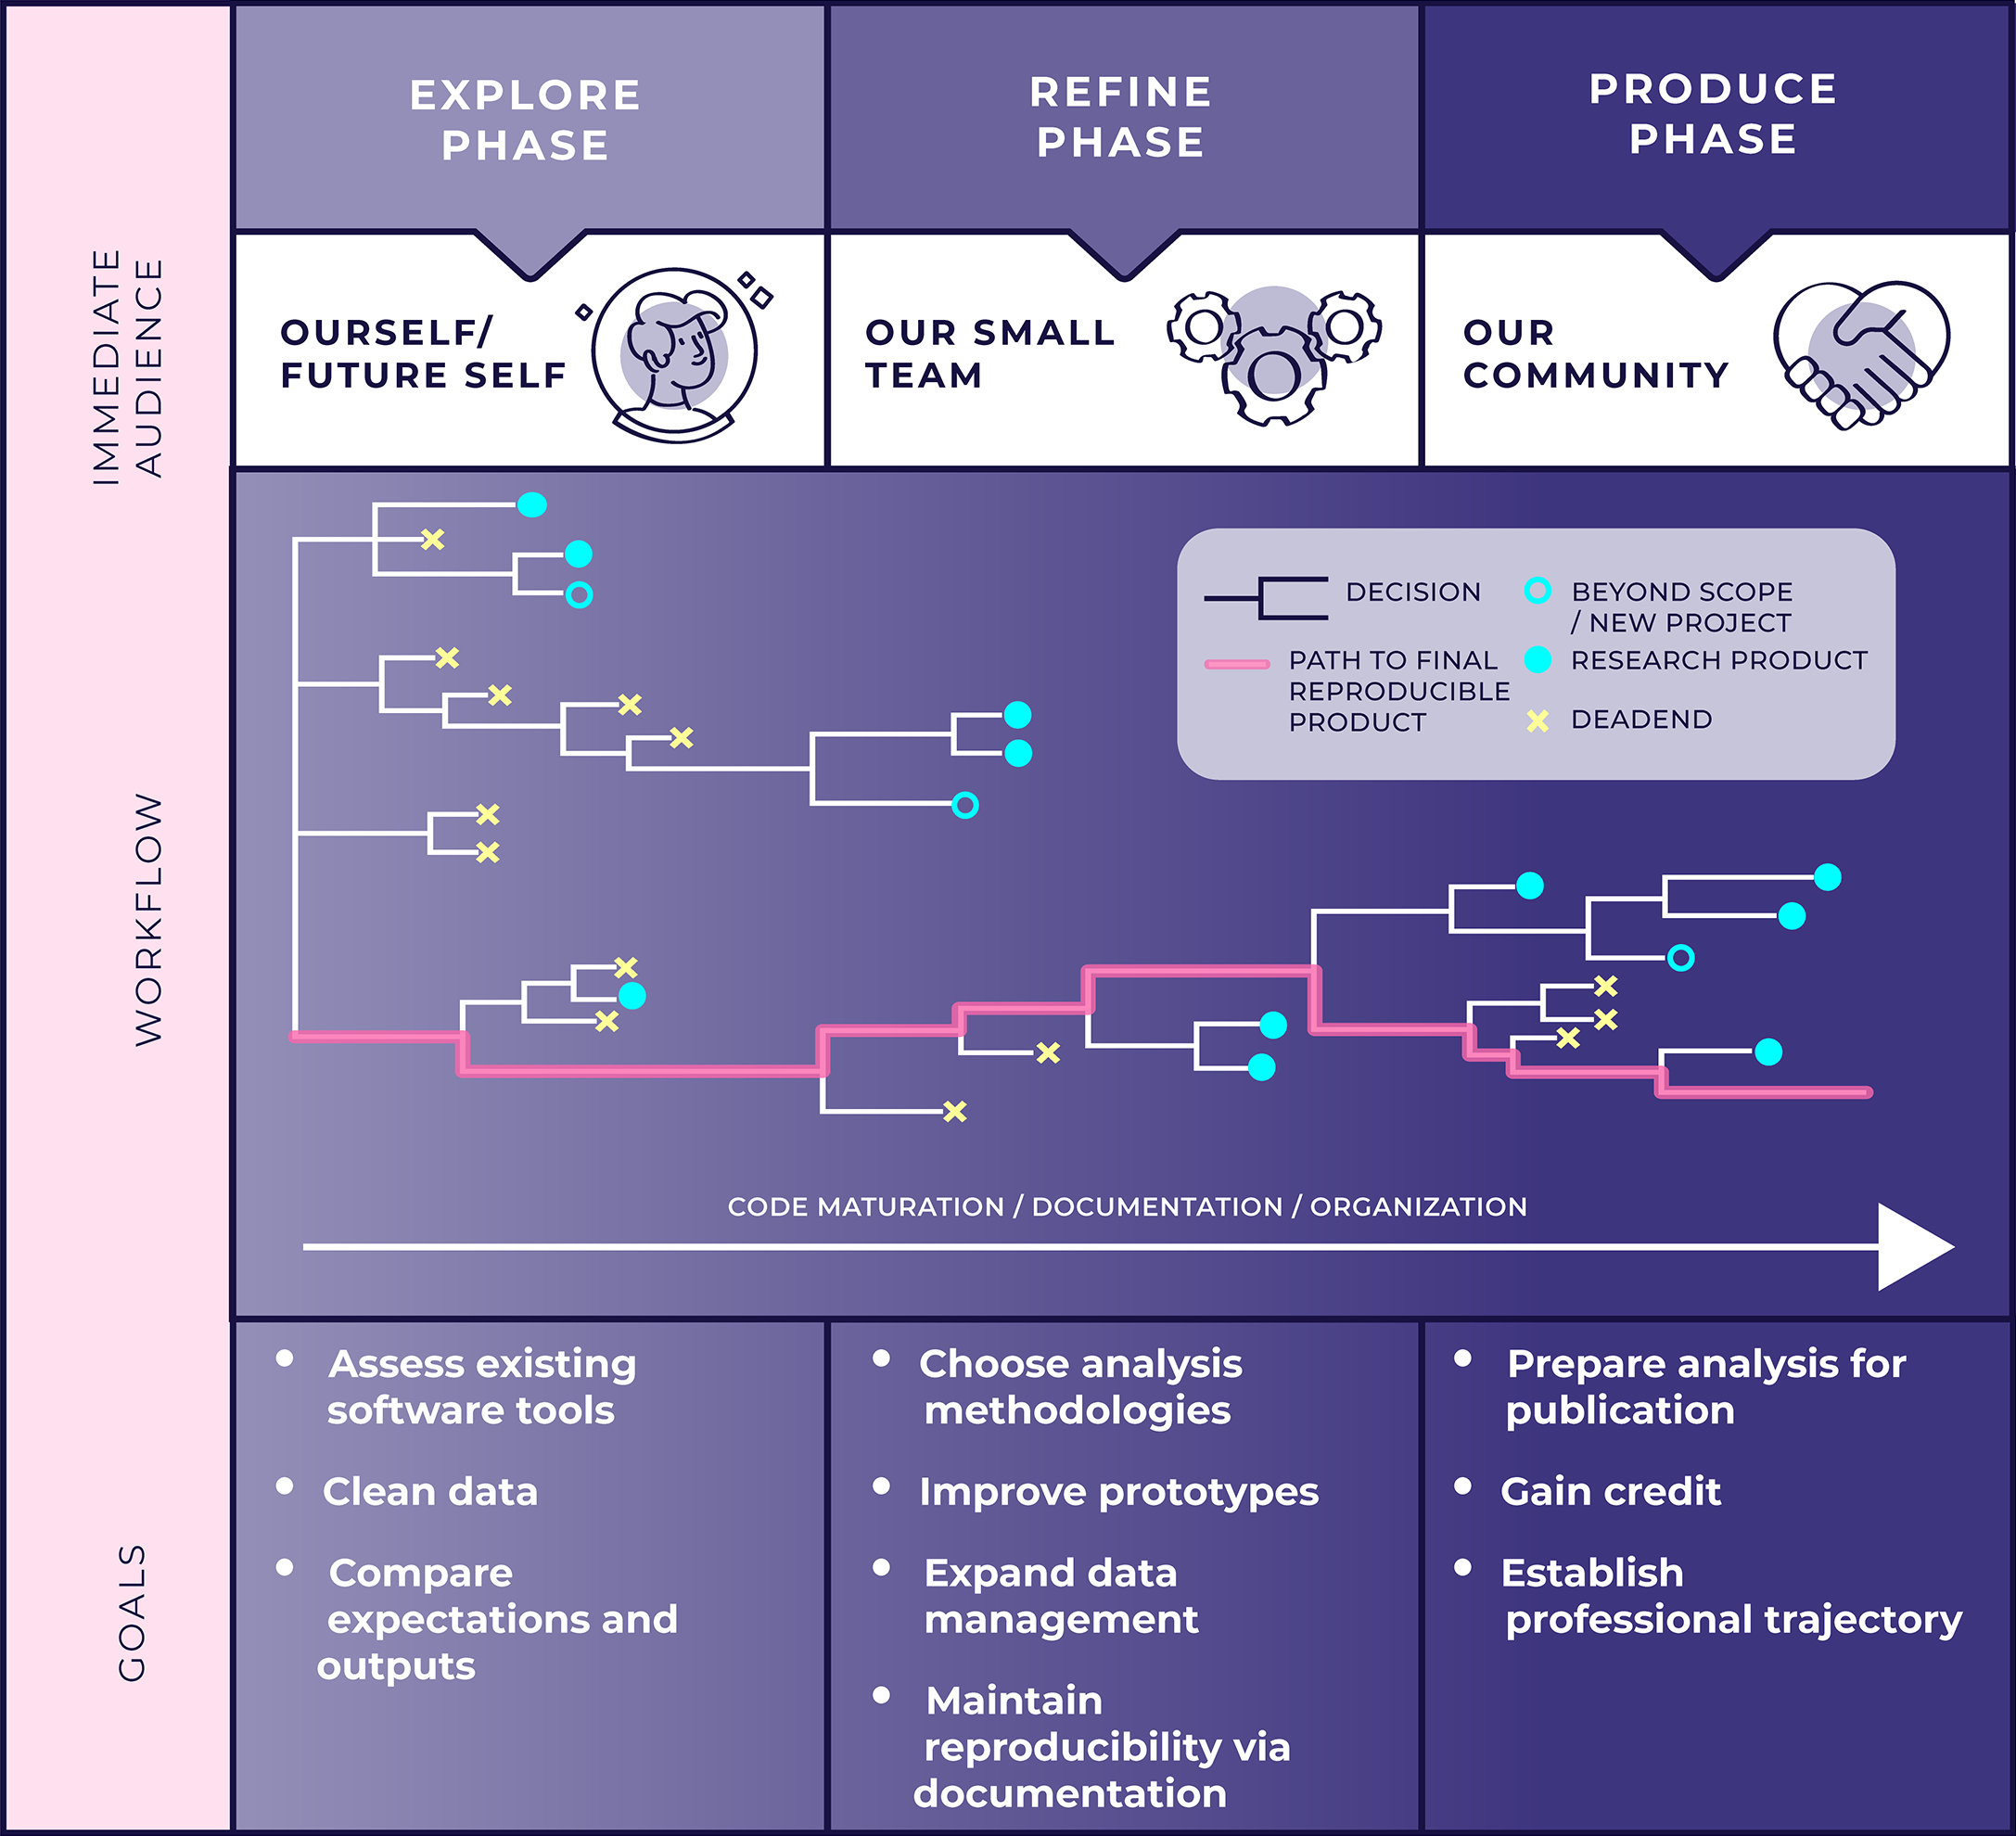 EXPLORE
PHASE
REFINE
PHASE
PRODUCE
PHASE
IMMEDIATE
AUDIENCE
OURSELF/
FUTURE SELF
OUR SMALL
TEAM
OUR
COMMUNITY
WORKFLOW
DECISION
PATH TO FINAL
REPRODUCIBLE
PRODUCT
BEYOND SCOPE
/ NEW PROJECT
RESEARCH PRODUCT
DEADEND
CODE MATURATION / DOCUMENTATION / ORGANIZATION
GOALS
• Assess existing
software tools
• Clean data
• Compare
expectations and
outputs
• Choose analysis
methodologies
• Improve prototypes
• Expand data
management
• Maintain
reproducibility via
documentation
• Prepare analysis for
publication
• Gain credit
• Establish
professional trajectory